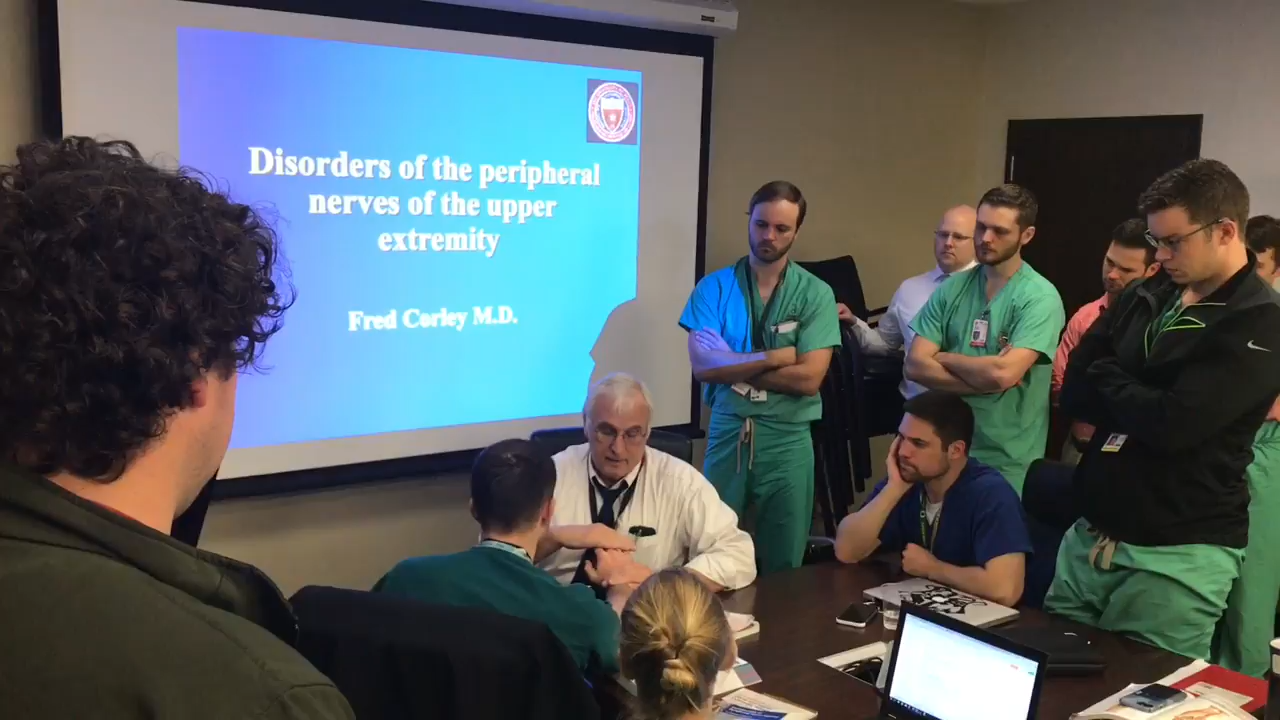 Disorders of the peripheral
nerves of the upper
extremity
Fred Corley M.D.